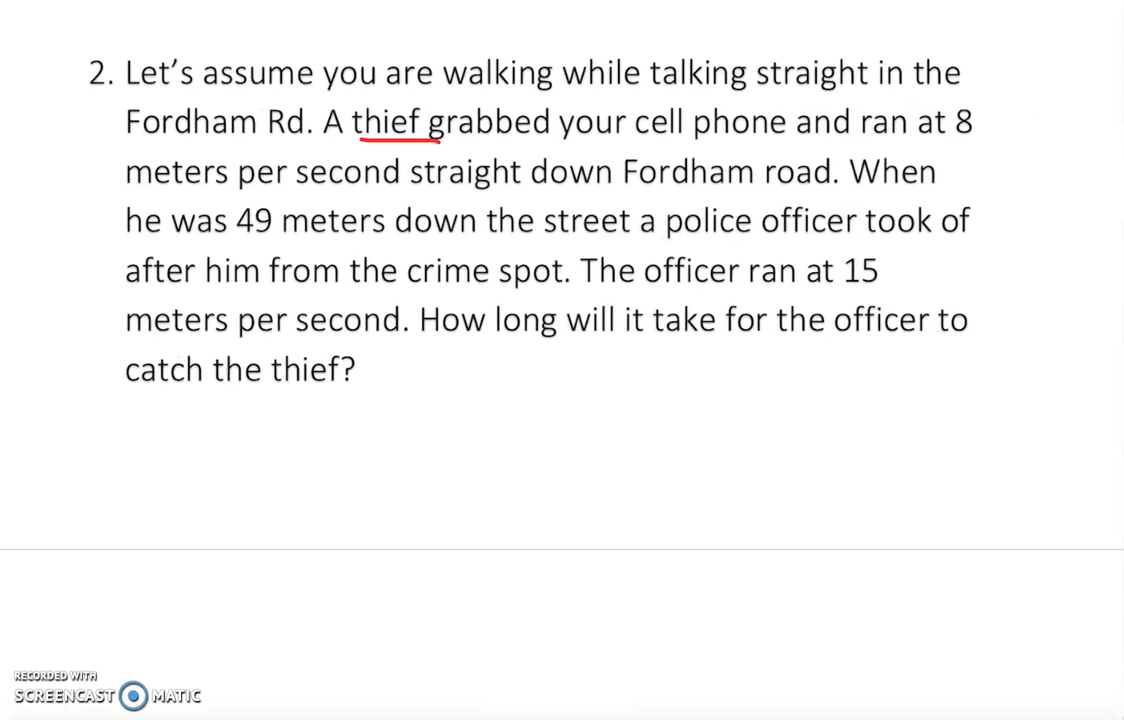 2. Let's assume you are walking while talking straight in the
Fordham Rd. A thief grabbed your cell phone and ran at 8
meters per second straight down Fordham road. When
he was 49 meters down the street a police officer took of
after him from the crime spot. The officer ran at 15
meters per second. How long will it take for the officer to
catch the thief?
RECORDED WITH
SCREENCAST MATIC